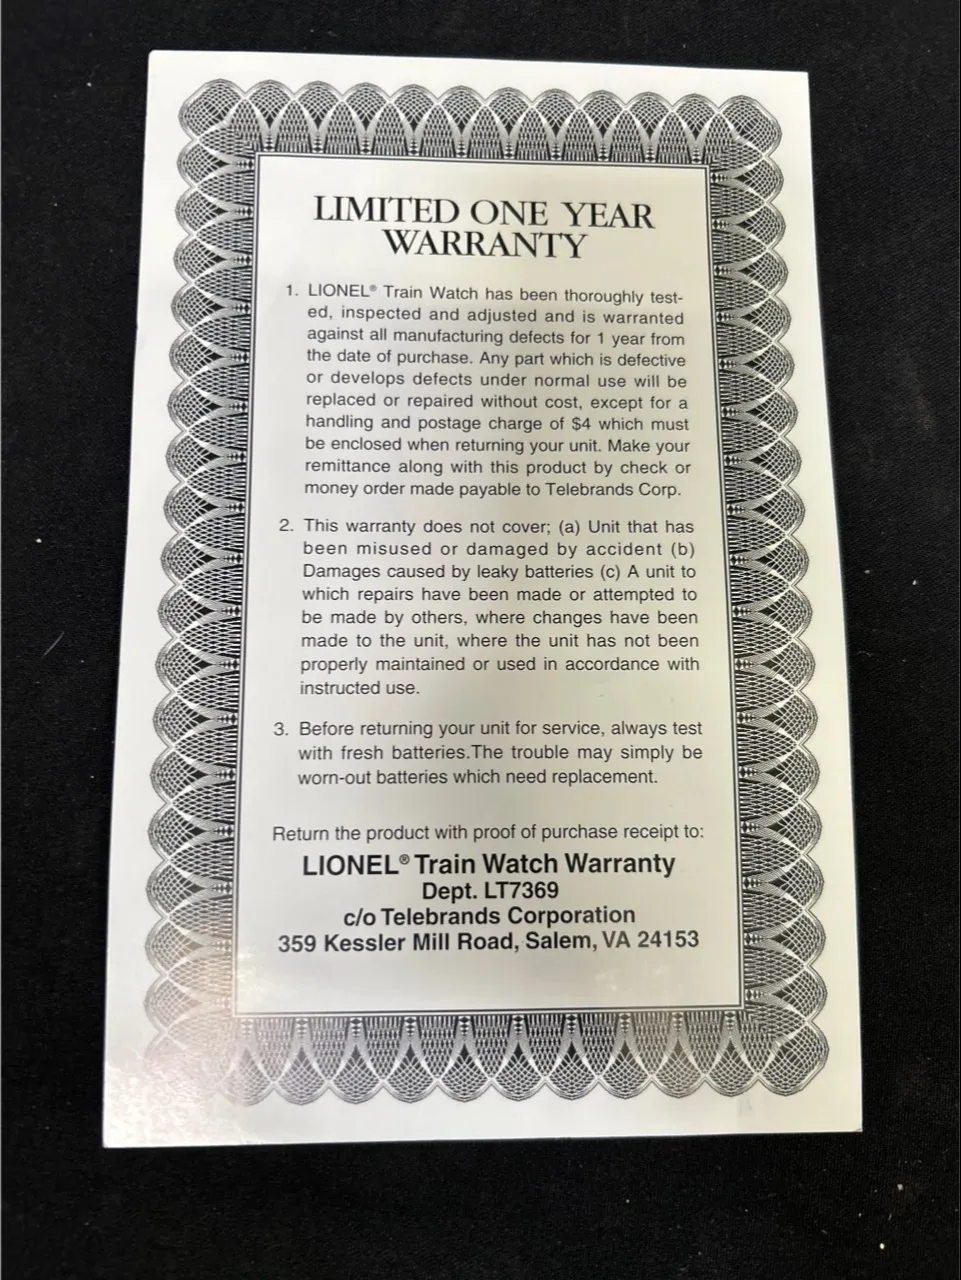 LIMITED ONE YEAR
WARRANTY
1. LIONEL® Train Watch has been thoroughly test-
ed, inspected and adjusted and is warranted
against all manufacturing defects for 1 year from
the date of purchase. Any part which is defective
or develops defects under normal use will be
replaced or repaired without cost, except for a
handling and postage charge of $4 which must
be enclosed when returning your unit. Make your
remittance along with this product by check or
money order made payable to Telebrands Corp.
2. This warranty does not cover; (a) Unit that has
been misused or damaged by accident (b)
Damages caused by leaky batteries (c) A unit to
which repairs have been made or attempted to
be made by others, where changes have been
made to the unit, where the unit has not been
properly maintained or used in accordance with
instructed use.
3. Before returning your unit for service, always test
with fresh batteries.The trouble may simply be
worn-out batteries which need replacement.
Return the product with proof of purchase receipt to:
LIONEL® Train Watch Warranty
Dept. LT7369
c/o Telebrands Corporation
359 Kessler Mill Road, Salem, VA 24153